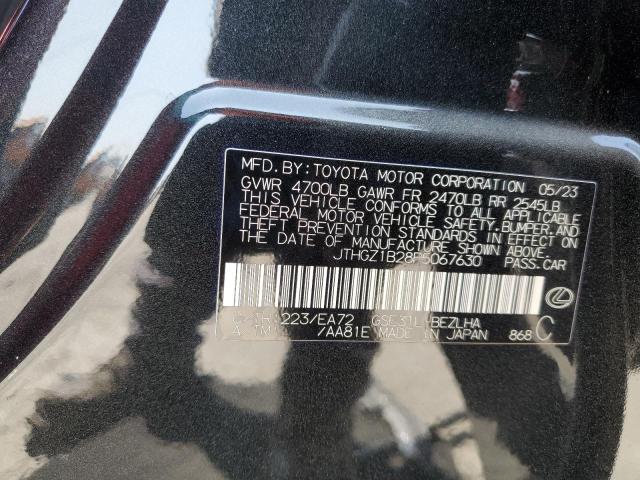 MFD. BY: TOYOTA MOTOR CORPORATION 05/23
GVWR 4700LB GAWR FR 2470LB RR 2545LB
THIS VEHICLE CONFORMS TO ALL APPLICABLE
FEDERAL MOTOR VEHICLE SAFETY, BUMPER, AND
THEFT PREVENTION STANDARDS IN EFFECT ON
THE DATE OF MANUFACTURE SHOWN ABOVE.
JTHGZ1B28P5067630 PASS. CAR
223/EA72 GSE31L-BEZLHA C
/AA81E MADE IN JAPAN 868